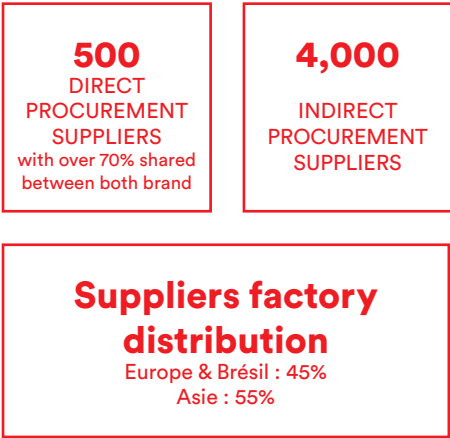 500
DIRECT
PROCUREMENT
SUPPLIERS
with over 70% shared
between both brand
4,000
INDIRECT
PROCUREMENT
SUPPLIERS
Suppliers factory
distribution
Europe & Brésil : 45%
Asie : 55%